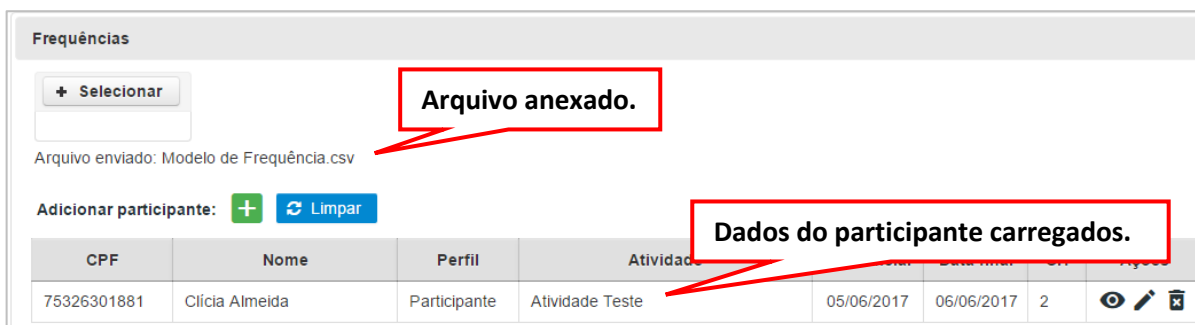 Frequências
+ Selecionar
Arquivo anexado.
Arquivo enviado: Modelo de Frequência.csv
Adicionar participante: + Limpar
Dados do participante carregados.
CPF Nome Perfil Atividade
75326301881 Clícia Almeida Participante Atividade Teste 05/06/2017 06/06/2017 2